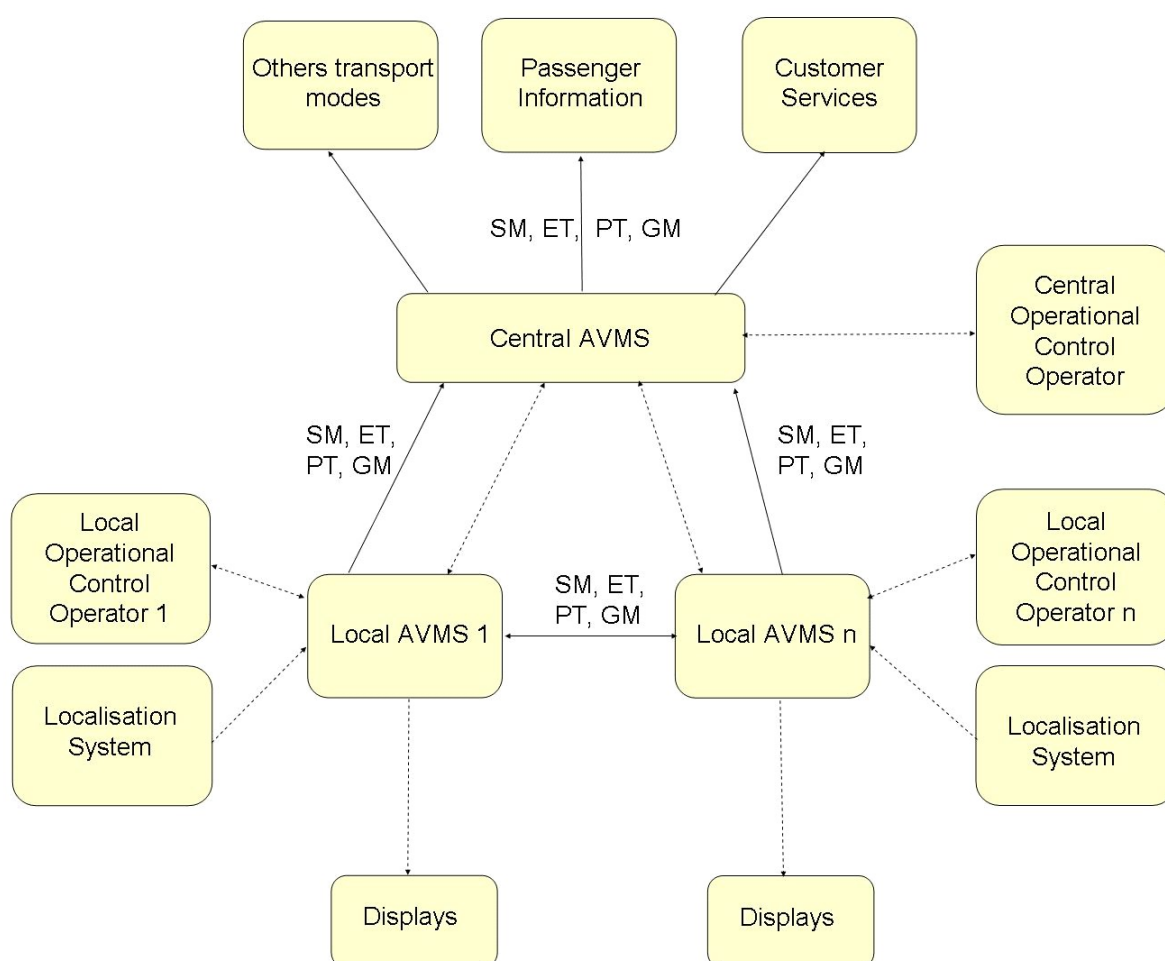 Others transport
modes
Passenger
Information
Customer
Services
SM, ET, PT, GM
Central AVMS
Central
Operational
Control
Operator
SM, ET,
PT, GM
SM, ET,
PT, GM
Local
Operational
Control
Operator 1
Local
Operational
Control
Operator n
SM, ET,
PT, GM
Local AVMS 1
Local AVMS n
Localisation
System
Localisation
System
Displays
Displays